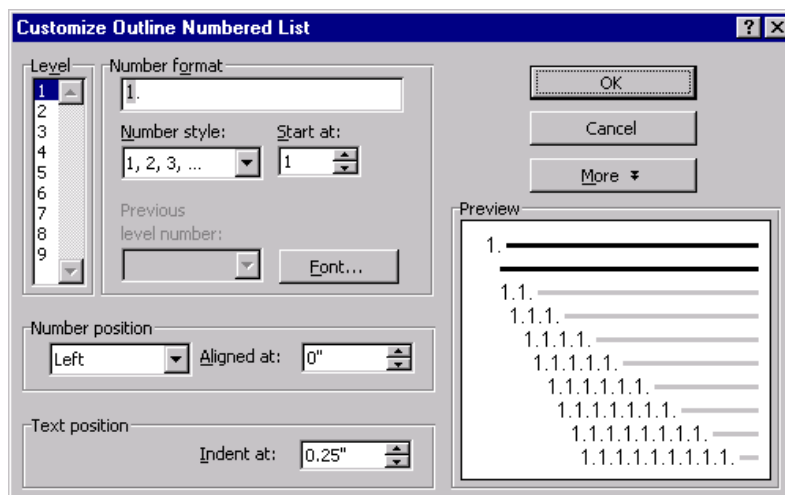 Customize Outline Numbered List
Level
1
2
3
4
5
6
7
8
9
Number format
1.
Number style:
Start at:
1, 2, 3, ...
1
Previous
level number:
Font...
OK
Cancel
More
Number position
Left
Aligned at:
0"
Text position
Indent at:
0.25"
Preview
1.
1.1.
1.1.1.
1.1.1.1.
1.1.1.1.1.
1.1.1.1.1.1.
1.1.1.1.1.1.1.
1.1.1.1.1.1.1.1.
1.1.1.1.1.1.1.1.1.